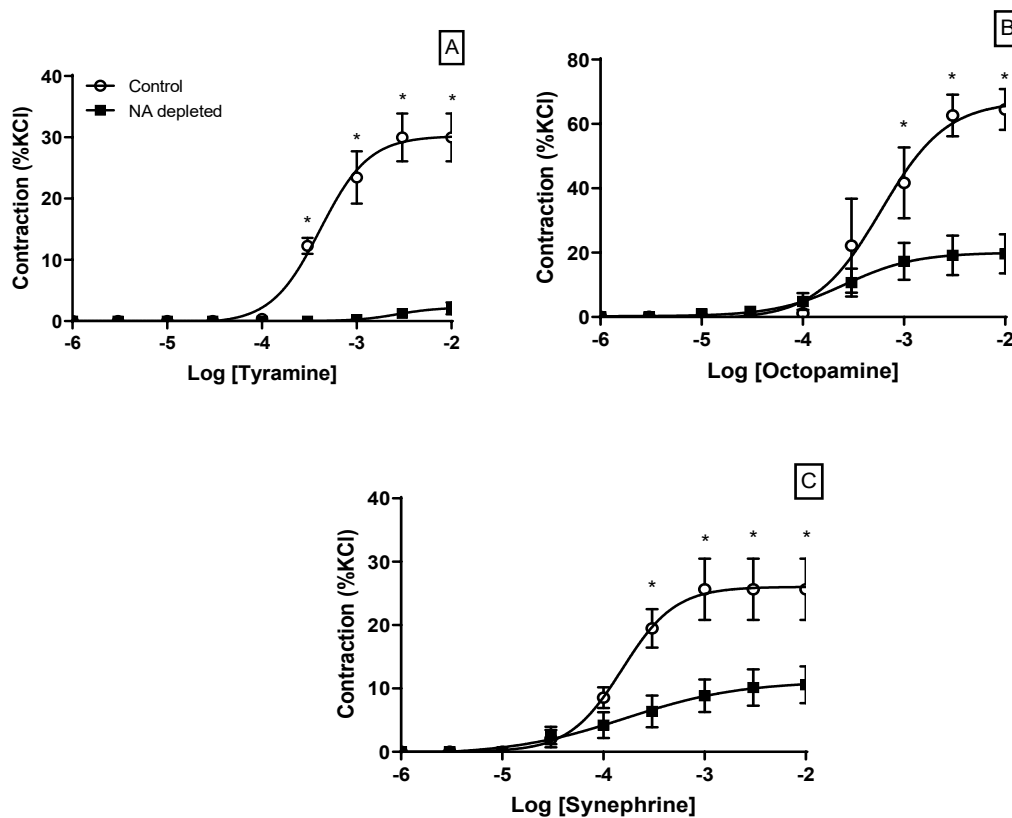 A
Control
NA depleted
40
30
20
10
0
Contraction (%KCl)
* * * *
-6 -5 -4 -3 -2
Log [Tyramine]
B
80
60
40
20
0
Contraction (%KCl)
* * *
-6 -5 -4 -3 -2
Log [Octopamine]
C
40
30
20
10
0
Contraction (%KCl)
* * * *
-6 -5 -4 -3 -2
Log [Synephrine]